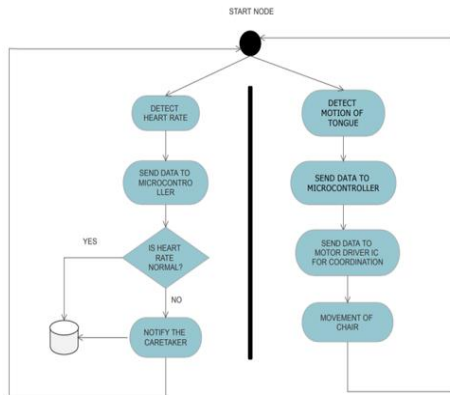 START NODE
DETECT
HEART RATE
SEND DATA TO
MICROCONTRO
LLER
YES
IS HEART
RATE
NORMAL?
NO
NOTIFY THE
CARETAKER
DETECT
MOTION OF
TONGUE
SEND DATA TO
MICROCONTROLLER
SEND DATA TO
MOTOR DRIVER IC
FOR COORDINATION
MOVEMENT OF
CHAIR